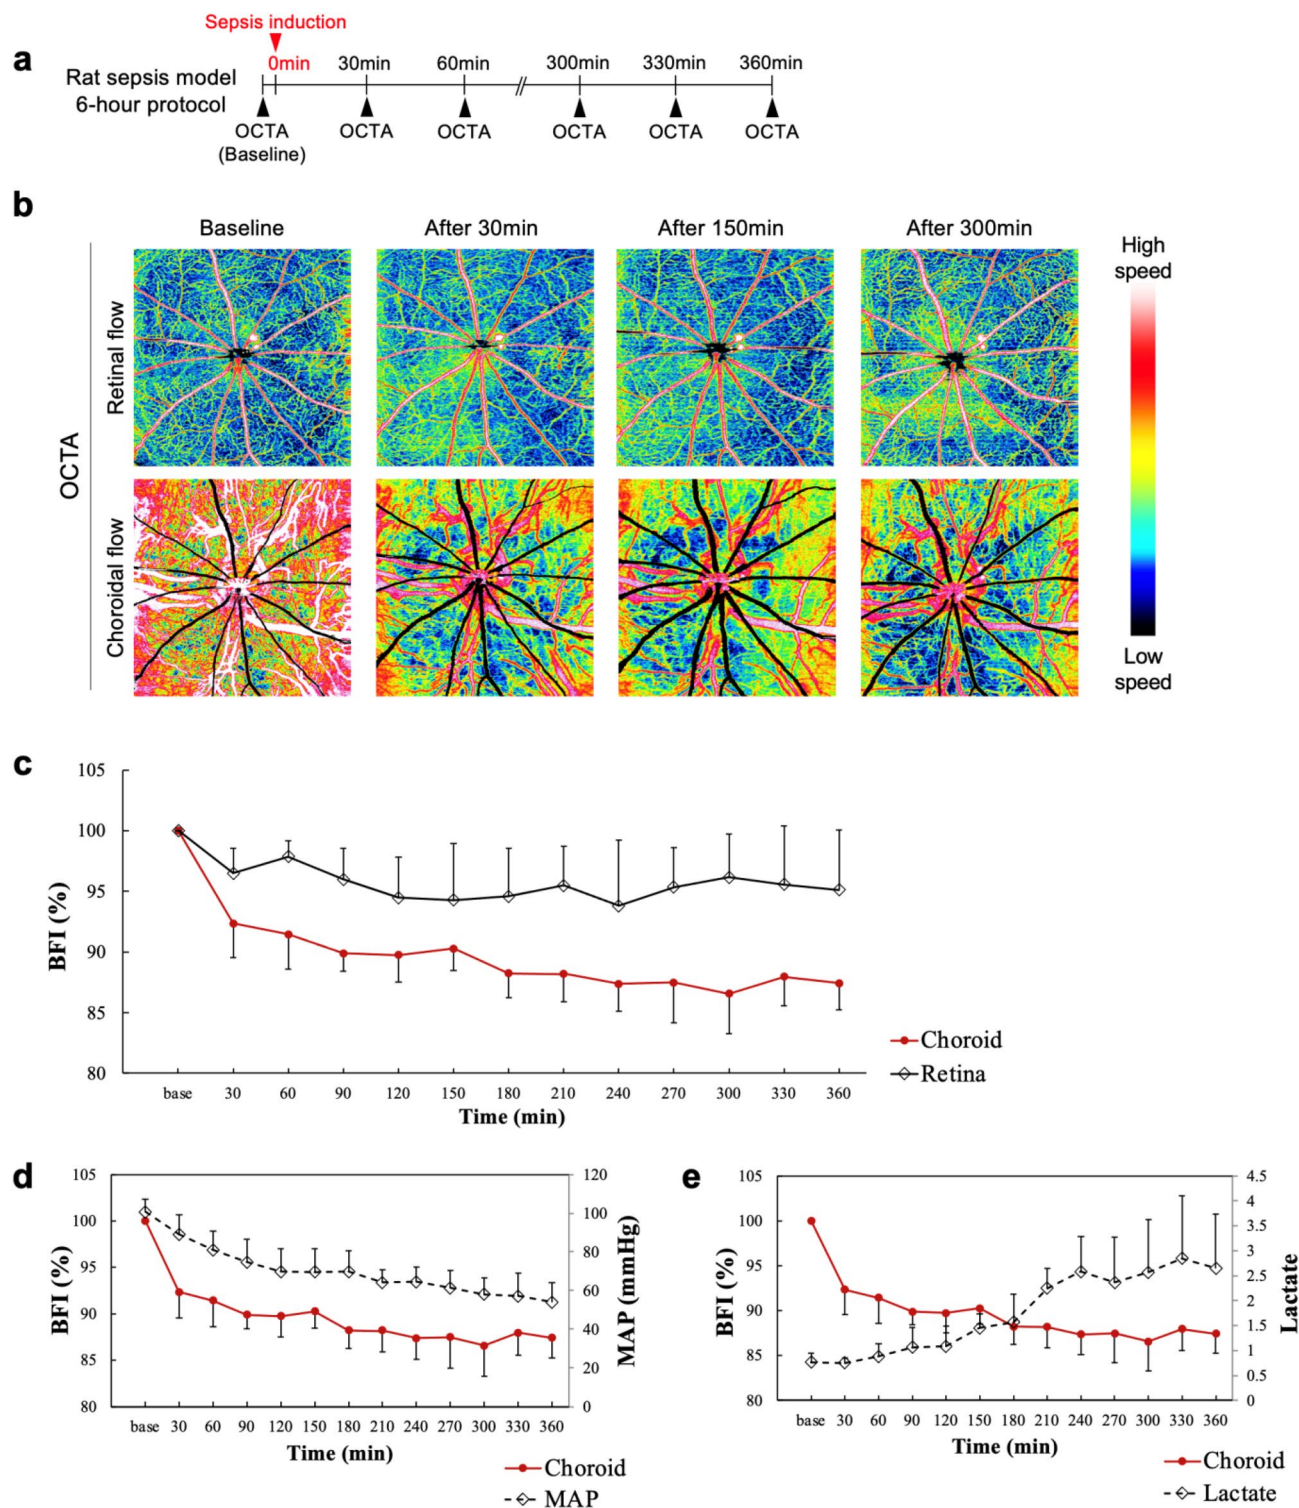 a
Sepsis induction
0min 30min 60min 300min 330min 360min
Rat sepsis model
6-hour protocol
OCTA OCTA OCTA OCTA OCTA OCTA
(Baseline)
b
Baseline After 30min After 150min After 300min
High
speed
Low
speed
OCTA
Retinal flow
Choroidal flow
c
105
100
95
90
85
80
BFI (%)
base 30 60 90 120 150 180 210 240 270 300 330 360
Time (min)
Choroid
Retina
d
105
100
95
90
85
80
BFI (%)
120
100
80
60
40
20
0
MAP (mmHg)
base 30 60 90 120 150 180 210 240 270 300 330 360
Time (min)
Choroid
MAP
e
105
100
95
90
85
80
BFI (%)
4.5
4
3.5
3
2.5
2
1.5
1
0.5
0
Lactate
base 30 60 90 120 150 180 210 240 270 300 330 360
Time (min)
Choroid
Lactate